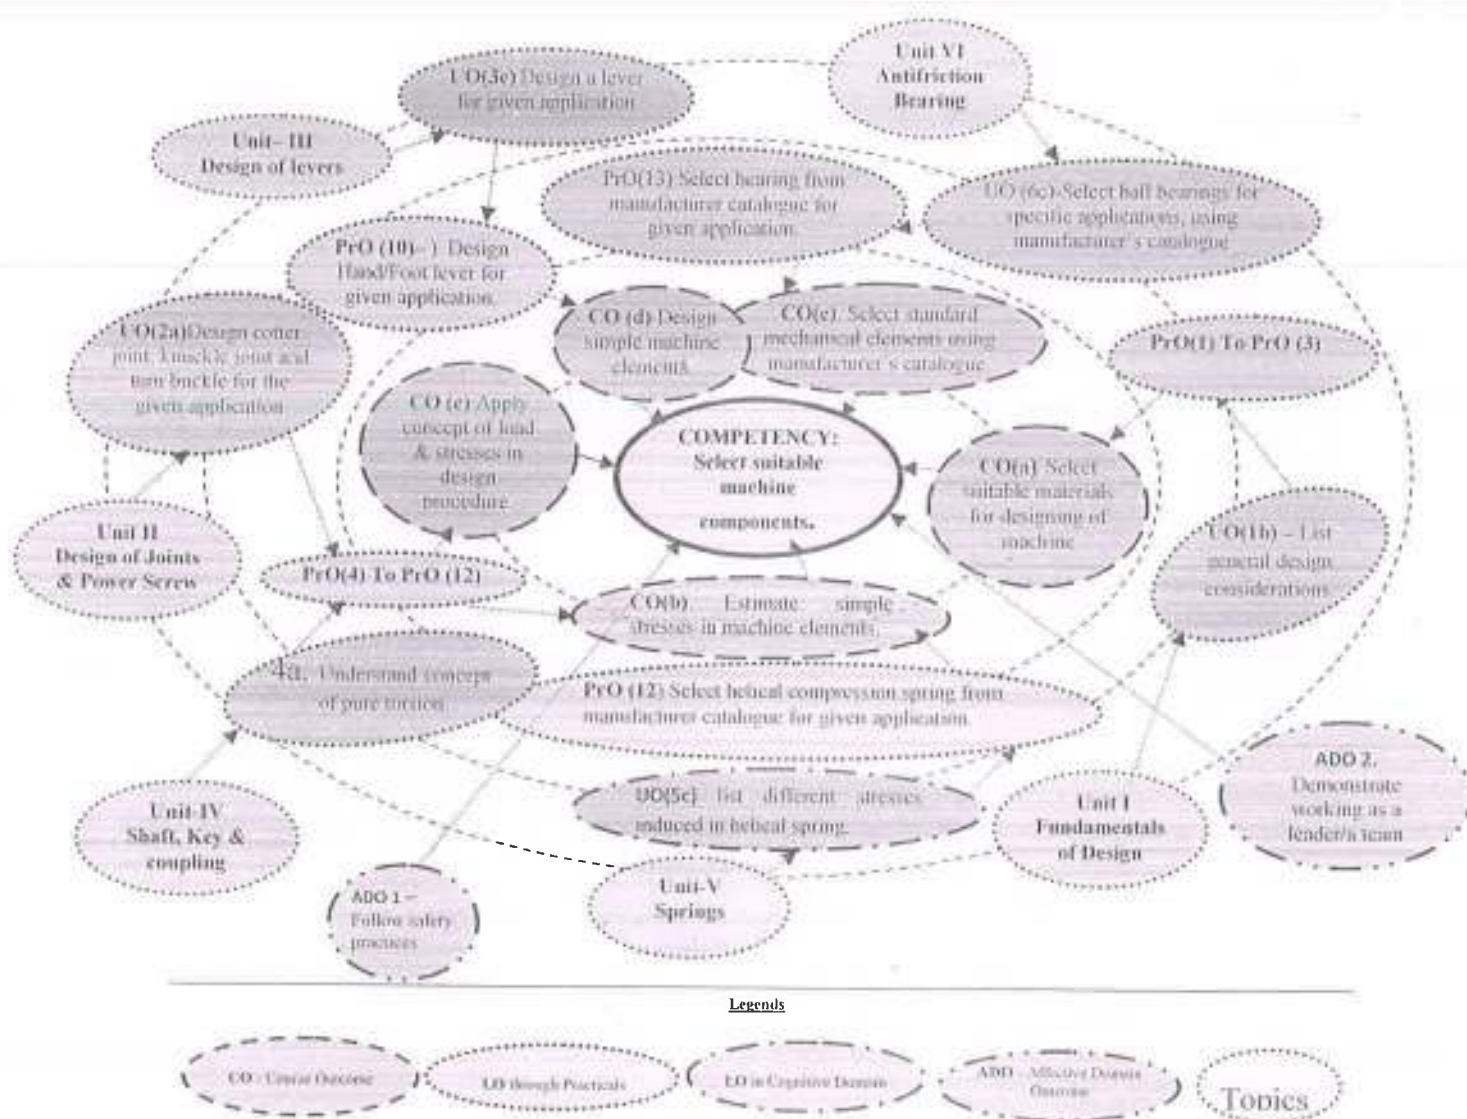 Unit VI
Antifriction
Bearing
UO(3c) Design a lever
for given application
Unit– III
Design of levers
PrO(13) Select bearing from
manufacturer catalogue for
given application.
UO (6c)-Select ball bearings for
specific applications, using
manufacturer's catalogue
PrO (10)– ) Design
Hand/Foot lever for
given application.
UO(2a)Design cotter
joint, knuckle joint and
turn buckle for the
given application
CO (d) Design
simple machine
elements.
CO(e). Select standard
mechanical elements using
manufacturer's catalogue
PrO(1) To PrO (3)
CO (c) Apply
concept of load
& stresses in
design
procedure
COMPETENCY:
Select suitable
machine
components.
CO(a) Select
suitable materials
for designing of
machine
UO(1b) – List
general design
considerations
Unit II
Design of Joints
& Power Screw
PrO(4) To PrO (12)
CO(b). Estimate simple
stresses in machine elements.
4a. Understand concept
of pure torsion
PrO (12) Select helical compression spring from
manufacturer catalogue for given application.
UO(5c) list different stresses
induced in helical spring.
Unit I
Fundamentals
of Design
ADO 2.
Demonstrate
working as a
leader/a team
Unit-IV
Shaft, Key &
coupling
ADO 1 –
Follow safety
practices
Unit-V
Springs
Legends
CO - Course Outcome
LO through Practicals
LO in Cognitive Domain
ADO - Affective Domain
Outcome
Topics